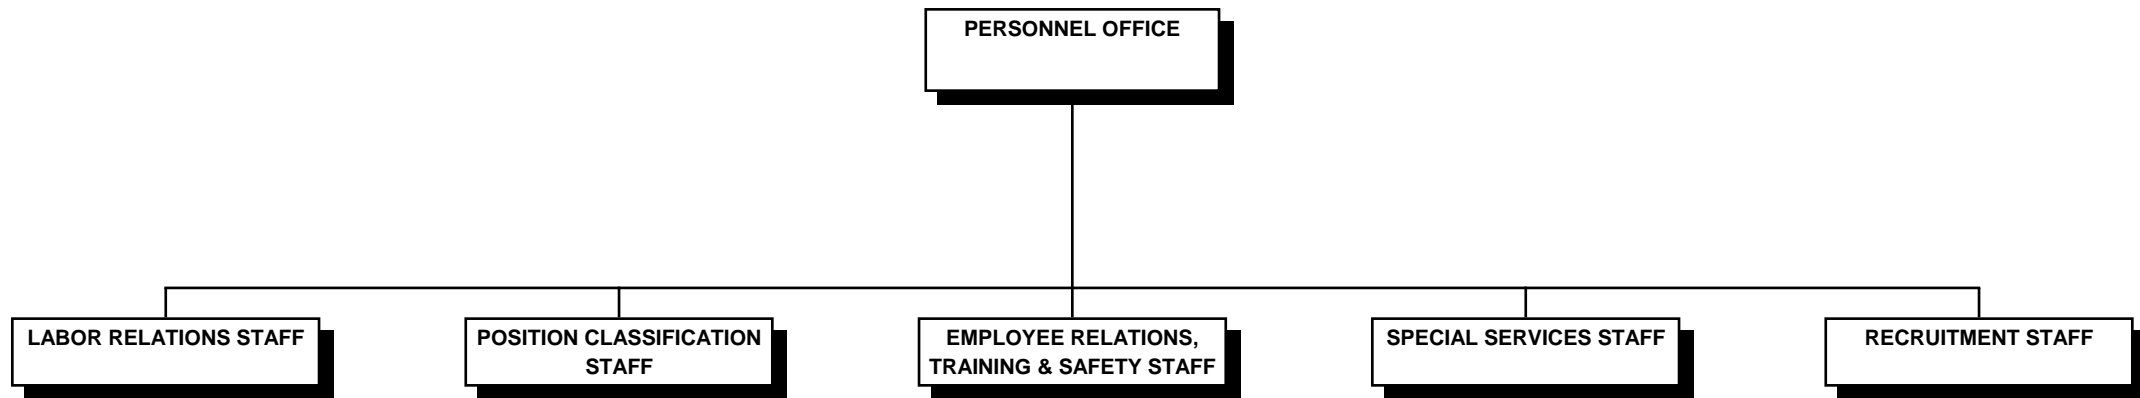 PERSONNEL OFFICE
LABOR RELATIONS STAFF
POSITION CLASSIFICATION
STAFF
EMPLOYEE RELATIONS,
TRAINING & SAFETY STAFF
SPECIAL SERVICES STAFF
RECRUITMENT STAFF